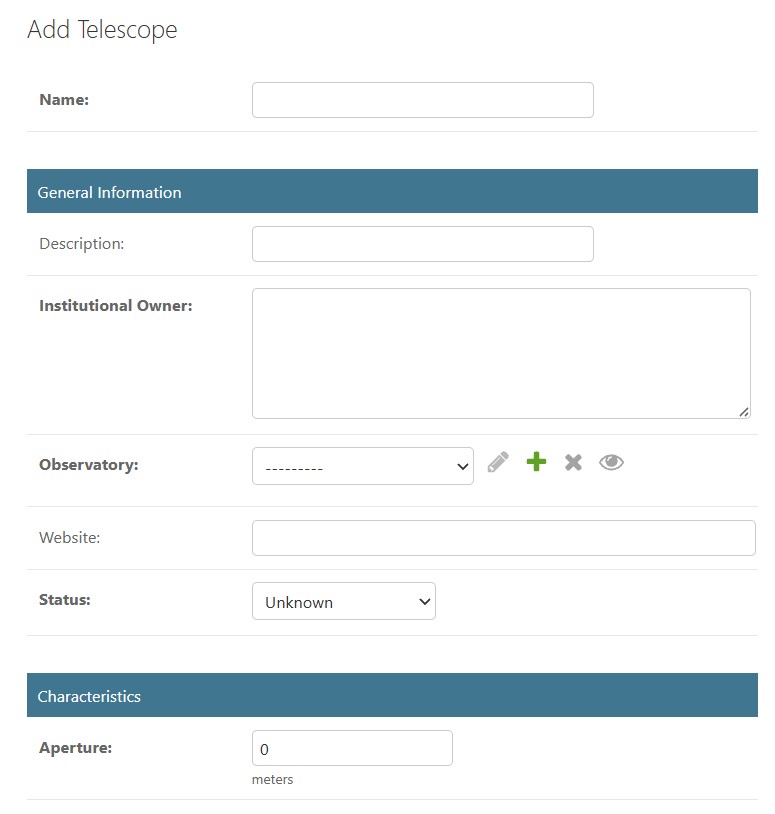 Add Telescope
Name:
General Information
Description:
Institutional Owner:
Observatory:
---------
Website:
Status:
Unknown
Characteristics
Aperture:
0
meters